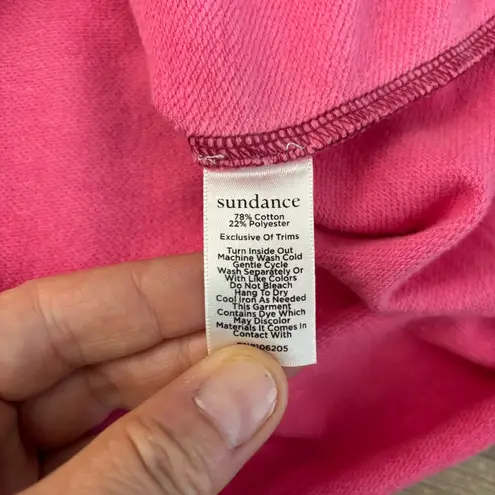 sundance
78% Cotton
22% Polyester
Exclusive Of Trims
Turn Inside Out
Machine Wash Cold
Gentle Cycle
Wash Separately Or
With Like Colors
Do Not Bleach
Hang To Dry
Cool Iron As Needed
This Garment
Contains Dye Which
May Discolor
Materials It Comes In
Contact With